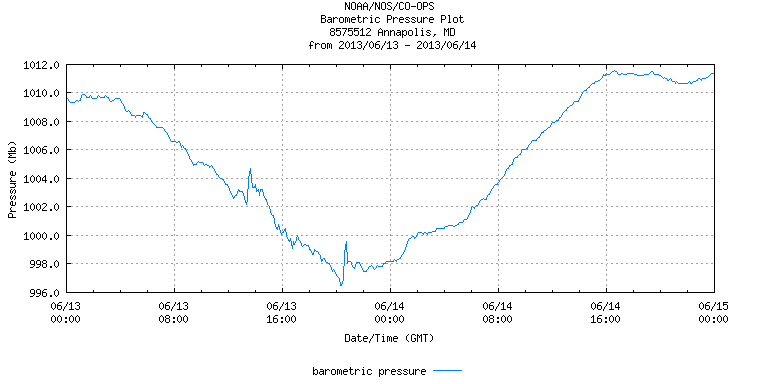 NOAA/NOS/CO-OPS
Barometric Pressure Plot
8575512 Annapolis, MD
from 2013/06/13 - 2013/06/14
1012.0
1010.0
1008.0
1006.0
1004.0
1002.0
1000.0
998.0
996.0
Pressure (Mb)
06/13 06/13 06/13 06/14 06/14 06/14 06/15
00:00 08:00 16:00 00:00 08:00 16:00 00:00
Date/Time (GMT)
barometric pressure